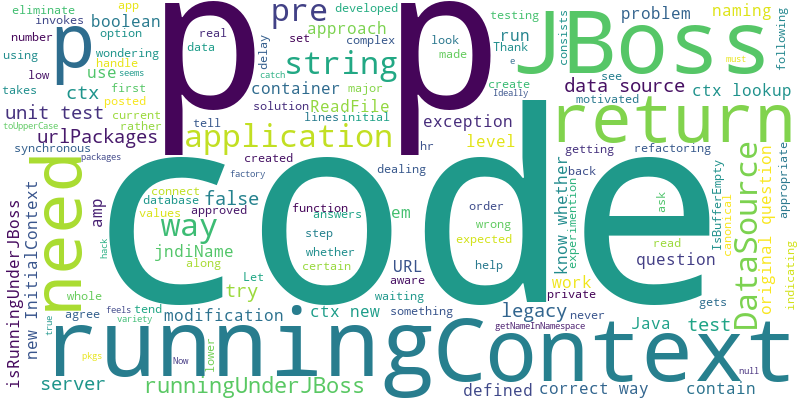 eliminate
app
pre
developed
JBoss
naming
invokes
boolean
approach
testing
problem
number
option
p
p p
real
set
complex
run
consists
following
wondering
data
delay
look
Thank
using
handle
string
made
e
see
low
use
catch
create
Ideally
motivated
must
takes
ctx
container
data source
ctx lookup
first
solution
ReadFile
return
unit test
posted
lines
initial
toUpperCase
current
tell
application
exception
urlPackages
rather
level
synchronous
seems
hr
getting
refactoring
packages
created
dealing
back
code
need
factory
order
connect
false
function
wrong
amp
database
em
values
approved
answers
expected
way
step
help
know whether
experimention
IsBufferEmpty
canonical
DataSource
original question
appropriate
indicating
ask
read
isRunningUnderJBoss
new InitialContext
hack
jndiName
whether
aware
certain
question
along
Let
URL
try
waiting
work
private
gets
whole
tend
modification
ctx new
something
legacy
never
agree
feels
true
variety
lower
getNameInNamespace
Java
test
runningContext
pkgs
Now
null
server
runningUnderJBoss
defined
correct way
contain